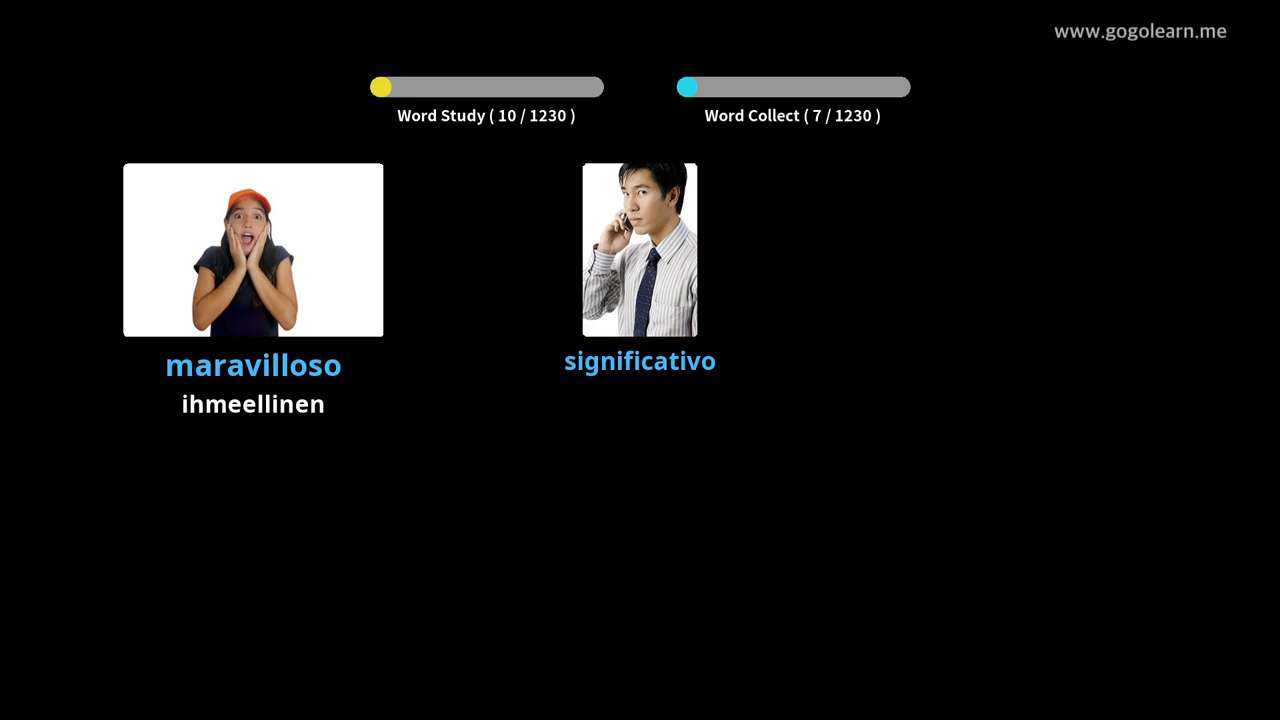 www.gogolearn.me
Word Study ( 10 / 1230 )
Word Collect ( 7 / 1230 )
maravilloso
ihmeellinen
significativo